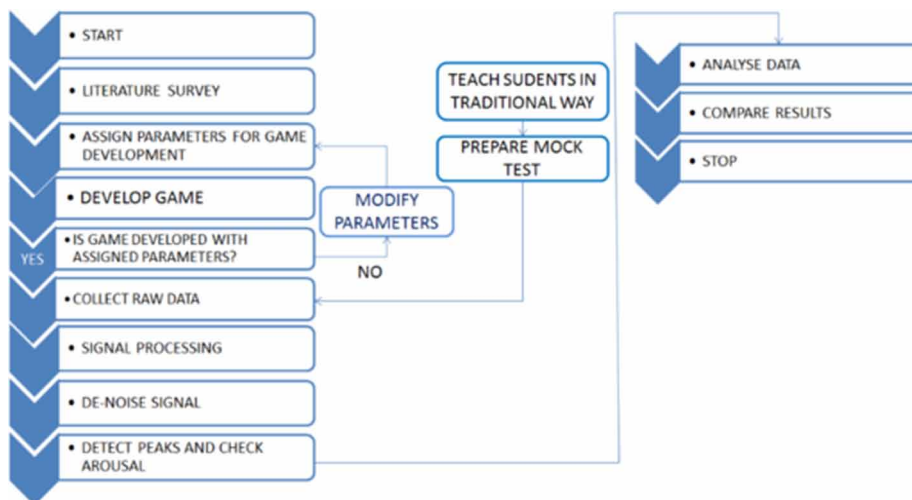 • START
• LITERATURE SURVEY
• ASSIGN PARAMETERS FOR GAME
DEVELOPMENT
• DEVELOP GAME
YES
• IS GAME DEVELOPED WITH
ASSIGNED PARAMETERS?
• COLLECT RAW DATA
• SIGNAL PROCESSING
• DE-NOISE SIGNAL
• DETECT PEAKS AND CHECK
AROUSAL
MODIFY
PARAMETERS
NO
TEACH SUDENTS IN
TRADITIONAL WAY
PREPARE MOCK
TEST
• ANALYSE DATA
• COMPARE RESULTS
• STOP